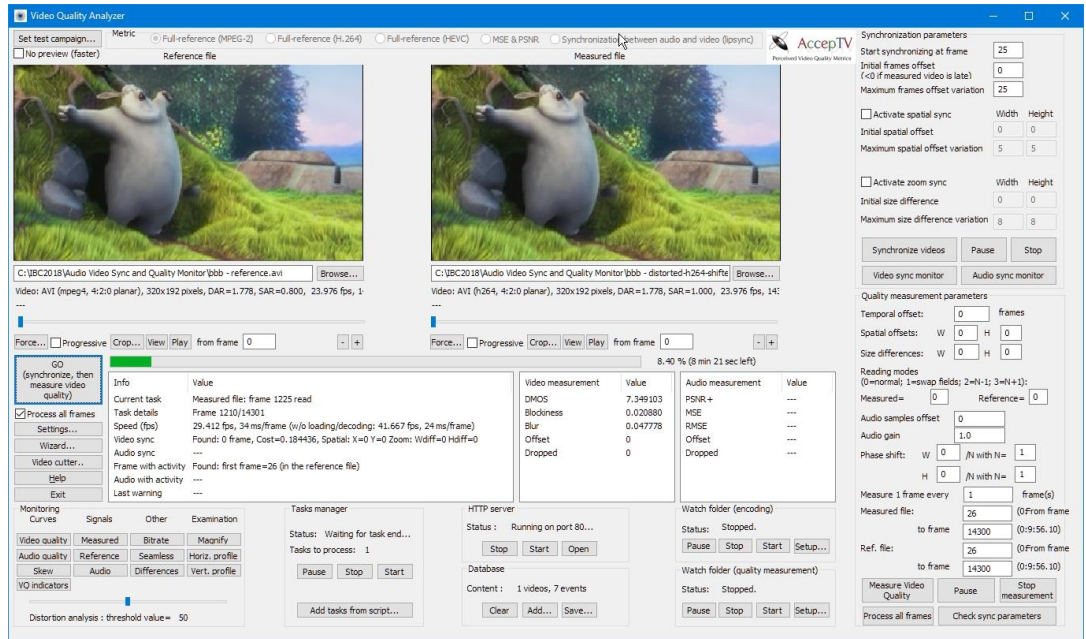 Video Quality Analyzer
Set test campaign...
Metric
Full-reference (MPEG-2)
Full-reference (H.264)
Full-reference (HEVC)
MSE & PSNR
Synchronization between audio and video (lipsync)
No preview (faster)
Reference file
Measured file
AccepTV
Perceived Video Quality Metrics
C:\IBC2018\Audio Video Sync and Quality Monitor\bbb - reference.avi
Browse...
C:\IBC2018\Audio Video Sync and Quality Monitor\bbb - distorted-h264-shifte
Browse...
Video: AVI (mpeg4, 4:2:0 planar), 320x192 pixels, DAR=1.778, SAR=0.800, 23.976 fps, 1
Video: AVI (h264, 4:2:0 planar), 320x192 pixels, DAR=1.778, SAR=1.000, 23.976 fps, 143
---
---
Force... Progressive Crop... View Play from frame 0 - +
Force... Progressive Crop... View Play from frame 0 - +
GO
(synchronize, then
measure video
quality)
8.40 % (8 min 21 sec left)
Process all frames
Settings...
Wizard...
Video cutter..
Help
Exit
Info Value
Current task Measured file: frame 1225 read
Task details Frame 1210/14301
Speed (fps) 29.412 fps, 34 ms/frame (w/o loading/decoding: 41.667 fps, 24 ms/frame)
Video sync Found: 0 frame, Cost=0.184436, Spatial: X=0 Y=0 Zoom: Wdiff=0 Hdiff=0
Audio sync ---
Frame with activity Found: first frame=26 (in the reference file)
Audio with activity ---
Last warning ---
Video measurement Value
DMOS 7.349103
Blockiness 0.020880
Blur 0.047778
Offset 0
Dropped 0
Audio measurement Value
PSNR+ ---
MSE ---
RMSE ---
Offset ---
Dropped ---
Monitoring
Curves Signals Other Examination
Video quality Measured Bitrate Magnify
Audio quality Reference Seamless Horiz. profile
Skew Audio Differences Vert. profile
VQ indicators
Distortion analysis : threshold value= 50
Tasks manager
Status: Waiting for task end...
Tasks to process: 1
Pause Stop Start
Add tasks from script...
HTTP server
Status : Running on port 80...
Stop Start Open
Database
Content : 1 videos, 7 events
Clear Add... Save...
Watch folder (encoding)
Status: Stopped.
Pause Stop Start Setup...
Watch folder (quality measurement)
Status: Stopped.
Pause Stop Start Setup...
Synchronization parameters
Start synchronizing at frame 25
Initial frames offset
(<0 if measured video is late) 0
Maximum frames offset variation 25
Activate spatial sync Width Height
Initial spatial offset 0 0
Maximum spatial offset variation 5 5
Activate zoom sync Width Height
Initial size difference 0 0
Maximum size difference variation 8 8
Synchronize videos Pause Stop
Video sync monitor Audio sync monitor
Quality measurement parameters
Temporal offset: 0 frames
Spatial offsets: W 0 H 0
Size differences: W 0 H 0
Reading modes
(0=normal; 1=swap fields; 2=N-1; 3=N+1):
Measured= 0 Reference= 0
Audio samples offset 0
Audio gain 1.0
Phase shift: W 0 /N with N= 1
H 0 /N with N= 1
Measure 1 frame every 1 frame(s)
Measured file: 26 (0:From frame
to frame 14300 (0:9:56.10)
Ref. file: 26 (0:From frame
to frame 14300 (0:9:56.10)
Measure Video
Quality
Pause
Stop
measurement
Process all frames Check sync parameters